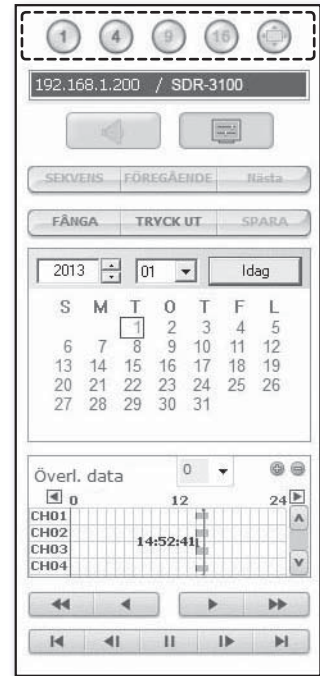 1 4 9 16
192.168.1.200 / SDR-3100
SEKVENS FÖREGÅENDE Nästa
FÅNGA TRYCK UT SPARA
2013 01 Idag
S M T O T F L
1 2 3 4 5
6 7 8 9 10 11 12
13 14 15 16 17 18 19
20 21 22 23 24 25 26
27 28 29 30 31
Överl. data 0
0 12 24
CH01
CH02
14:52:41
CH03
CH04